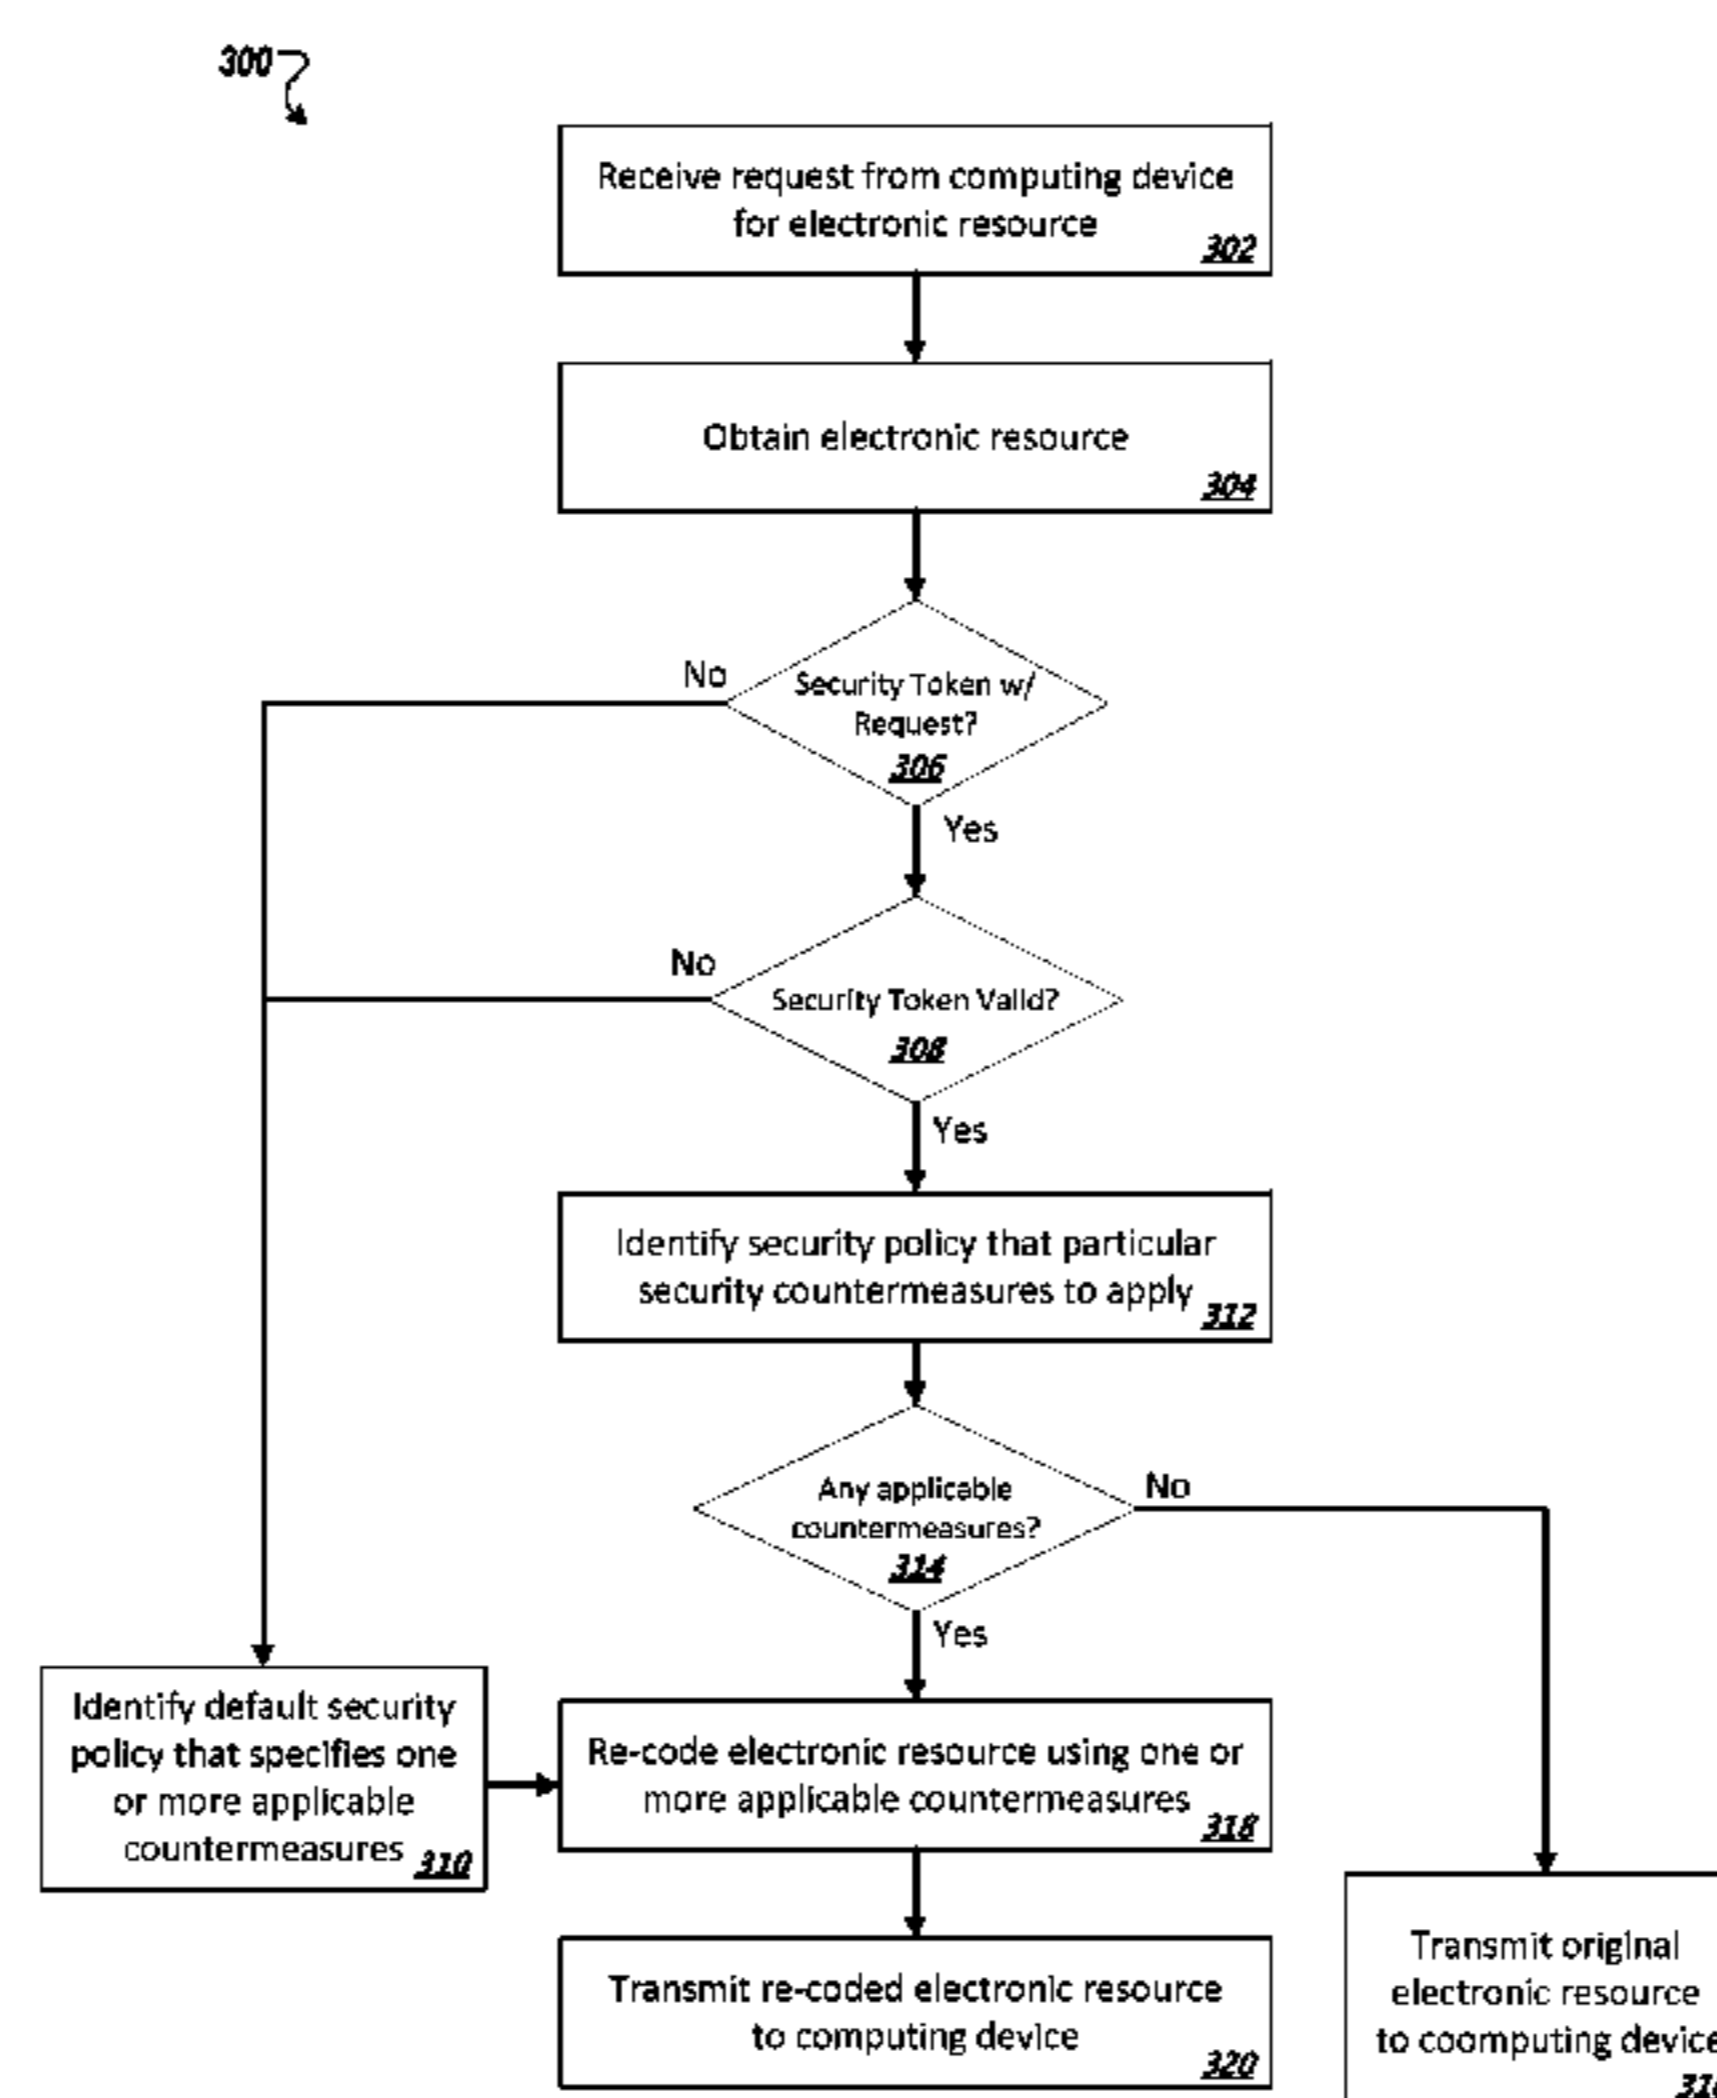 300
Receive request from computing device
for electronic resource
302
Obtain electronic resource
304
No
Security Token w/
Request?
306
Yes
No
Security Token Valid?
308
Yes
Identify security policy that particular
security countermeasures to apply
312
Any applicable
countermeasures?
314
No
Yes
Identify default security
policy that specifies one
or more applicable
countermeasures
310
Re-code electronic resource using one or
more applicable countermeasures
318
Transmit re-coded electronic resource
to computing device
320
Transmit original
electronic resource
to coomputing device